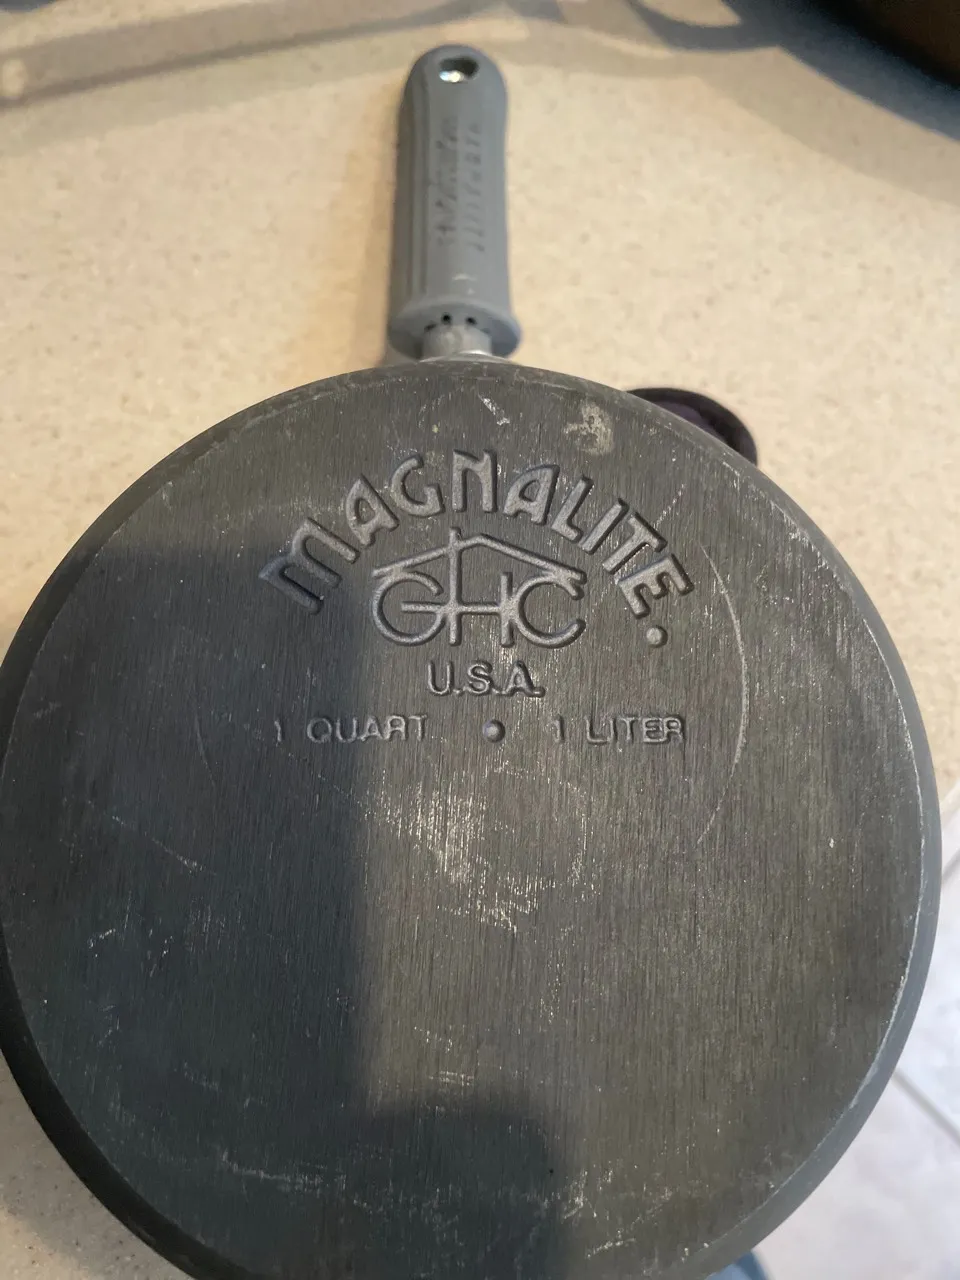 MAGNALITE.
GHC
U.S.A.
1 QUART • 1 LITER